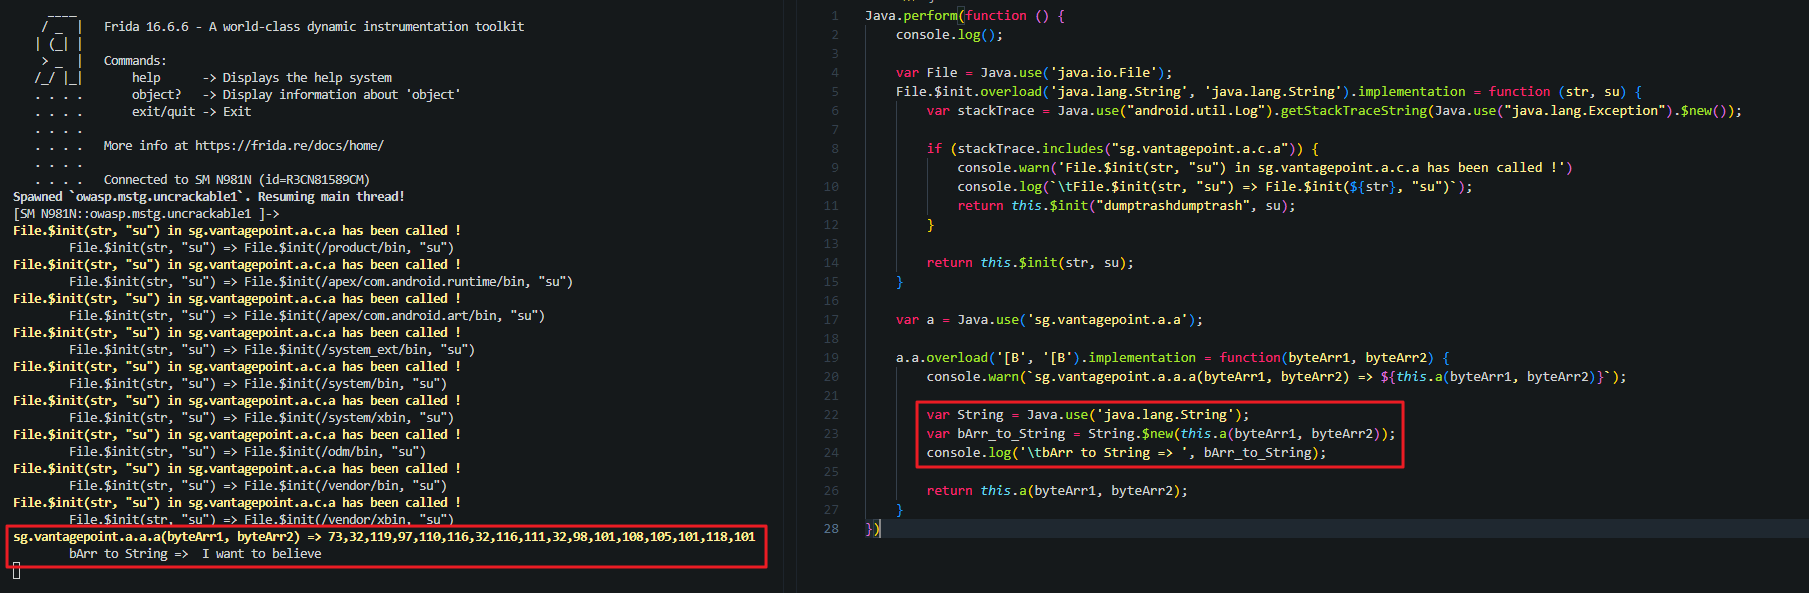 ____
   / _  |   Frida 16.6.6 - A world-class dynamic instrumentation toolkit
  | (_| |
   > _  |   Commands:
  /_/ |_|       help      -> Displays the help system
  . . . .       object?   -> Display information about 'object'
  . . . .       exit/quit -> Exit
  . . . .
  . . . .   More info at https://frida.re/docs/home/
  . . . .
  . . . .   Connected to SM N981N (id=R3CN81589CM)
Spawned `owasp.mstg.uncrackable1`. Resuming main thread!
[SM N981N::owasp.mstg.uncrackable1 ]->
File.$init(str, "su") in sg.vantagepoint.a.c.a has been called !
        File.$init(str, "su") => File.$init(/product/bin, "su")
File.$init(str, "su") in sg.vantagepoint.a.c.a has been called !
        File.$init(str, "su") => File.$init(/apex/com.android.runtime/bin, "su")
File.$init(str, "su") in sg.vantagepoint.a.c.a has been called !
        File.$init(str, "su") => File.$init(/apex/com.android.art/bin, "su")
File.$init(str, "su") in sg.vantagepoint.a.c.a has been called !
        File.$init(str, "su") => File.$init(/system_ext/bin, "su")
File.$init(str, "su") in sg.vantagepoint.a.c.a has been called !
        File.$init(str, "su") => File.$init(/system/bin, "su")
File.$init(str, "su") in sg.vantagepoint.a.c.a has been called !
        File.$init(str, "su") => File.$init(/system/xbin, "su")
File.$init(str, "su") in sg.vantagepoint.a.c.a has been called !
        File.$init(str, "su") => File.$init(/odm/bin, "su")
File.$init(str, "su") in sg.vantagepoint.a.c.a has been called !
        File.$init(str, "su") => File.$init(/vendor/bin, "su")
File.$init(str, "su") in sg.vantagepoint.a.c.a has been called !
        File.$init(str, "su") => File.$init(/vendor/xbin, "su")
sg.vantagepoint.a.a.a(byteArr1, byteArr2) => 73,32,119,97,110,116,32,116,111,32,98,101,108,105,101,118,101
        bArr to String =>  I want to believe
1 Java.perform(function () {
2     console.log();
3
4     var File = Java.use('java.io.File');
5     File.$init.overload('java.lang.String', 'java.lang.String').implementation = function (str, su) {
6         var stackTrace = Java.use("android.util.Log").getStackTraceString(Java.use("java.lang.Exception").$new());
7
8         if (stackTrace.includes("sg.vantagepoint.a.c.a")) {
9             console.warn('File.$init(str, "su") in sg.vantagepoint.a.c.a has been called !')
10             console.log(`\tFile.$init(str, "su") => File.$init(${str}, "su")`);
11             return this.$init("dumptrashdumptrash", su);
12         }
13
14         return this.$init(str, su);
15     }
16
17     var a = Java.use('sg.vantagepoint.a.a');
18
19     a.a.overload('[B', '[B').implementation = function(byteArr1, byteArr2) {
20         console.warn(`sg.vantagepoint.a.a.a(byteArr1, byteArr2) => ${this.a(byteArr1, byteArr2)}`);
21
22         var String = Java.use('java.lang.String');
23         var bArr_to_String = String.$new(this.a(byteArr1, byteArr2));
24         console.log('\tbArr to String => ', bArr_to_String);
25
26         return this.a(byteArr1, byteArr2);
27     }
28 })